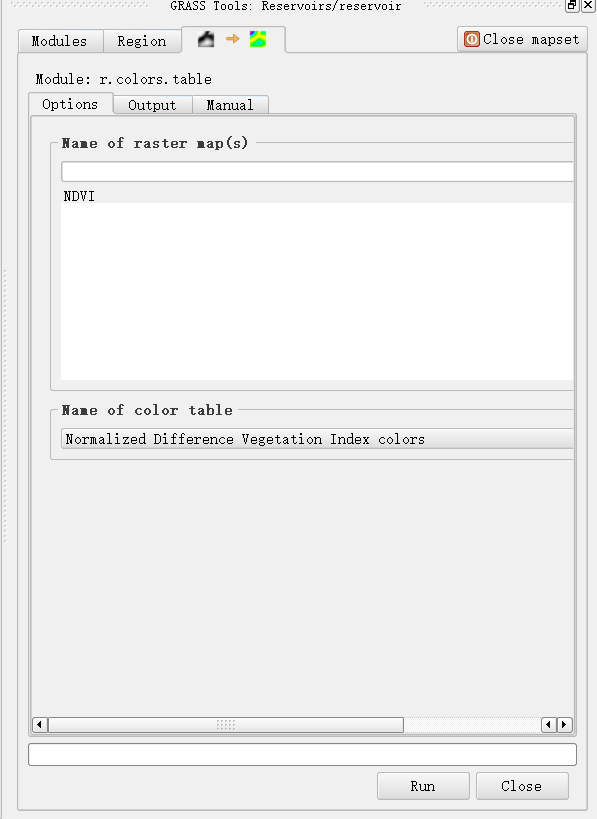 GRASS Tools: Reservoirs/reservoir
Modules Region Close mapset
Module: r.colors.table
Options Output Manual
Name of raster map(s)
NDVI
Name of color table
Normalized Difference Vegetation Index colors
Run Close